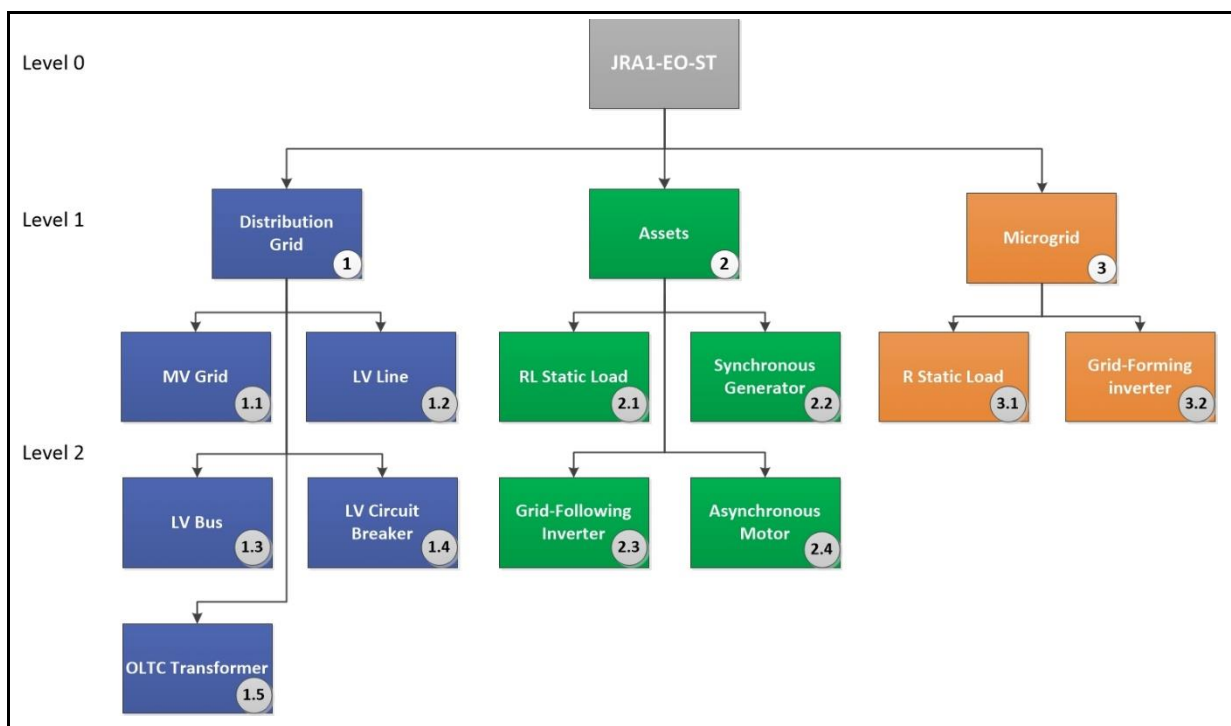 Level 0
JRA1-EO-ST
Level 1
Distribution
Grid
1
Assets
2
Microgrid
3
MV Grid
1.1
LV Line
1.2
RL Static Load
2.1
Synchronous
Generator
2.2
R Static Load
3.1
Grid-Forming
inverter
3.2
Level 2
LV Bus
1.3
LV Circuit
Breaker
1.4
Grid-Following
Inverter
2.3
Asynchronous
Motor
2.4
OLTC Transformer
1.5